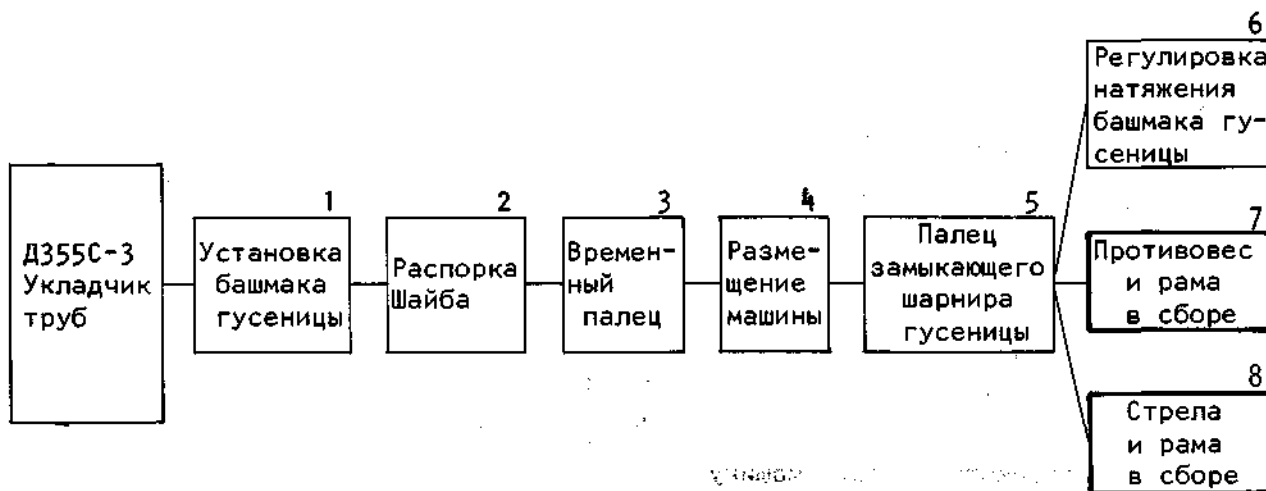 Д355С-3
Укладчик
труб
1
Установка
башмака
гусеницы
2
Распорка
Шайба
3
Времен-
ный
палец
4
Разме-
щение
машины
5
Палец
замыкающего
шарнира
гусеницы
6
Регулировка
натяжения
башмака гу-
сеницы
7
Противовес
и рама
в сборе
8
Стрела
и рама
в сборе